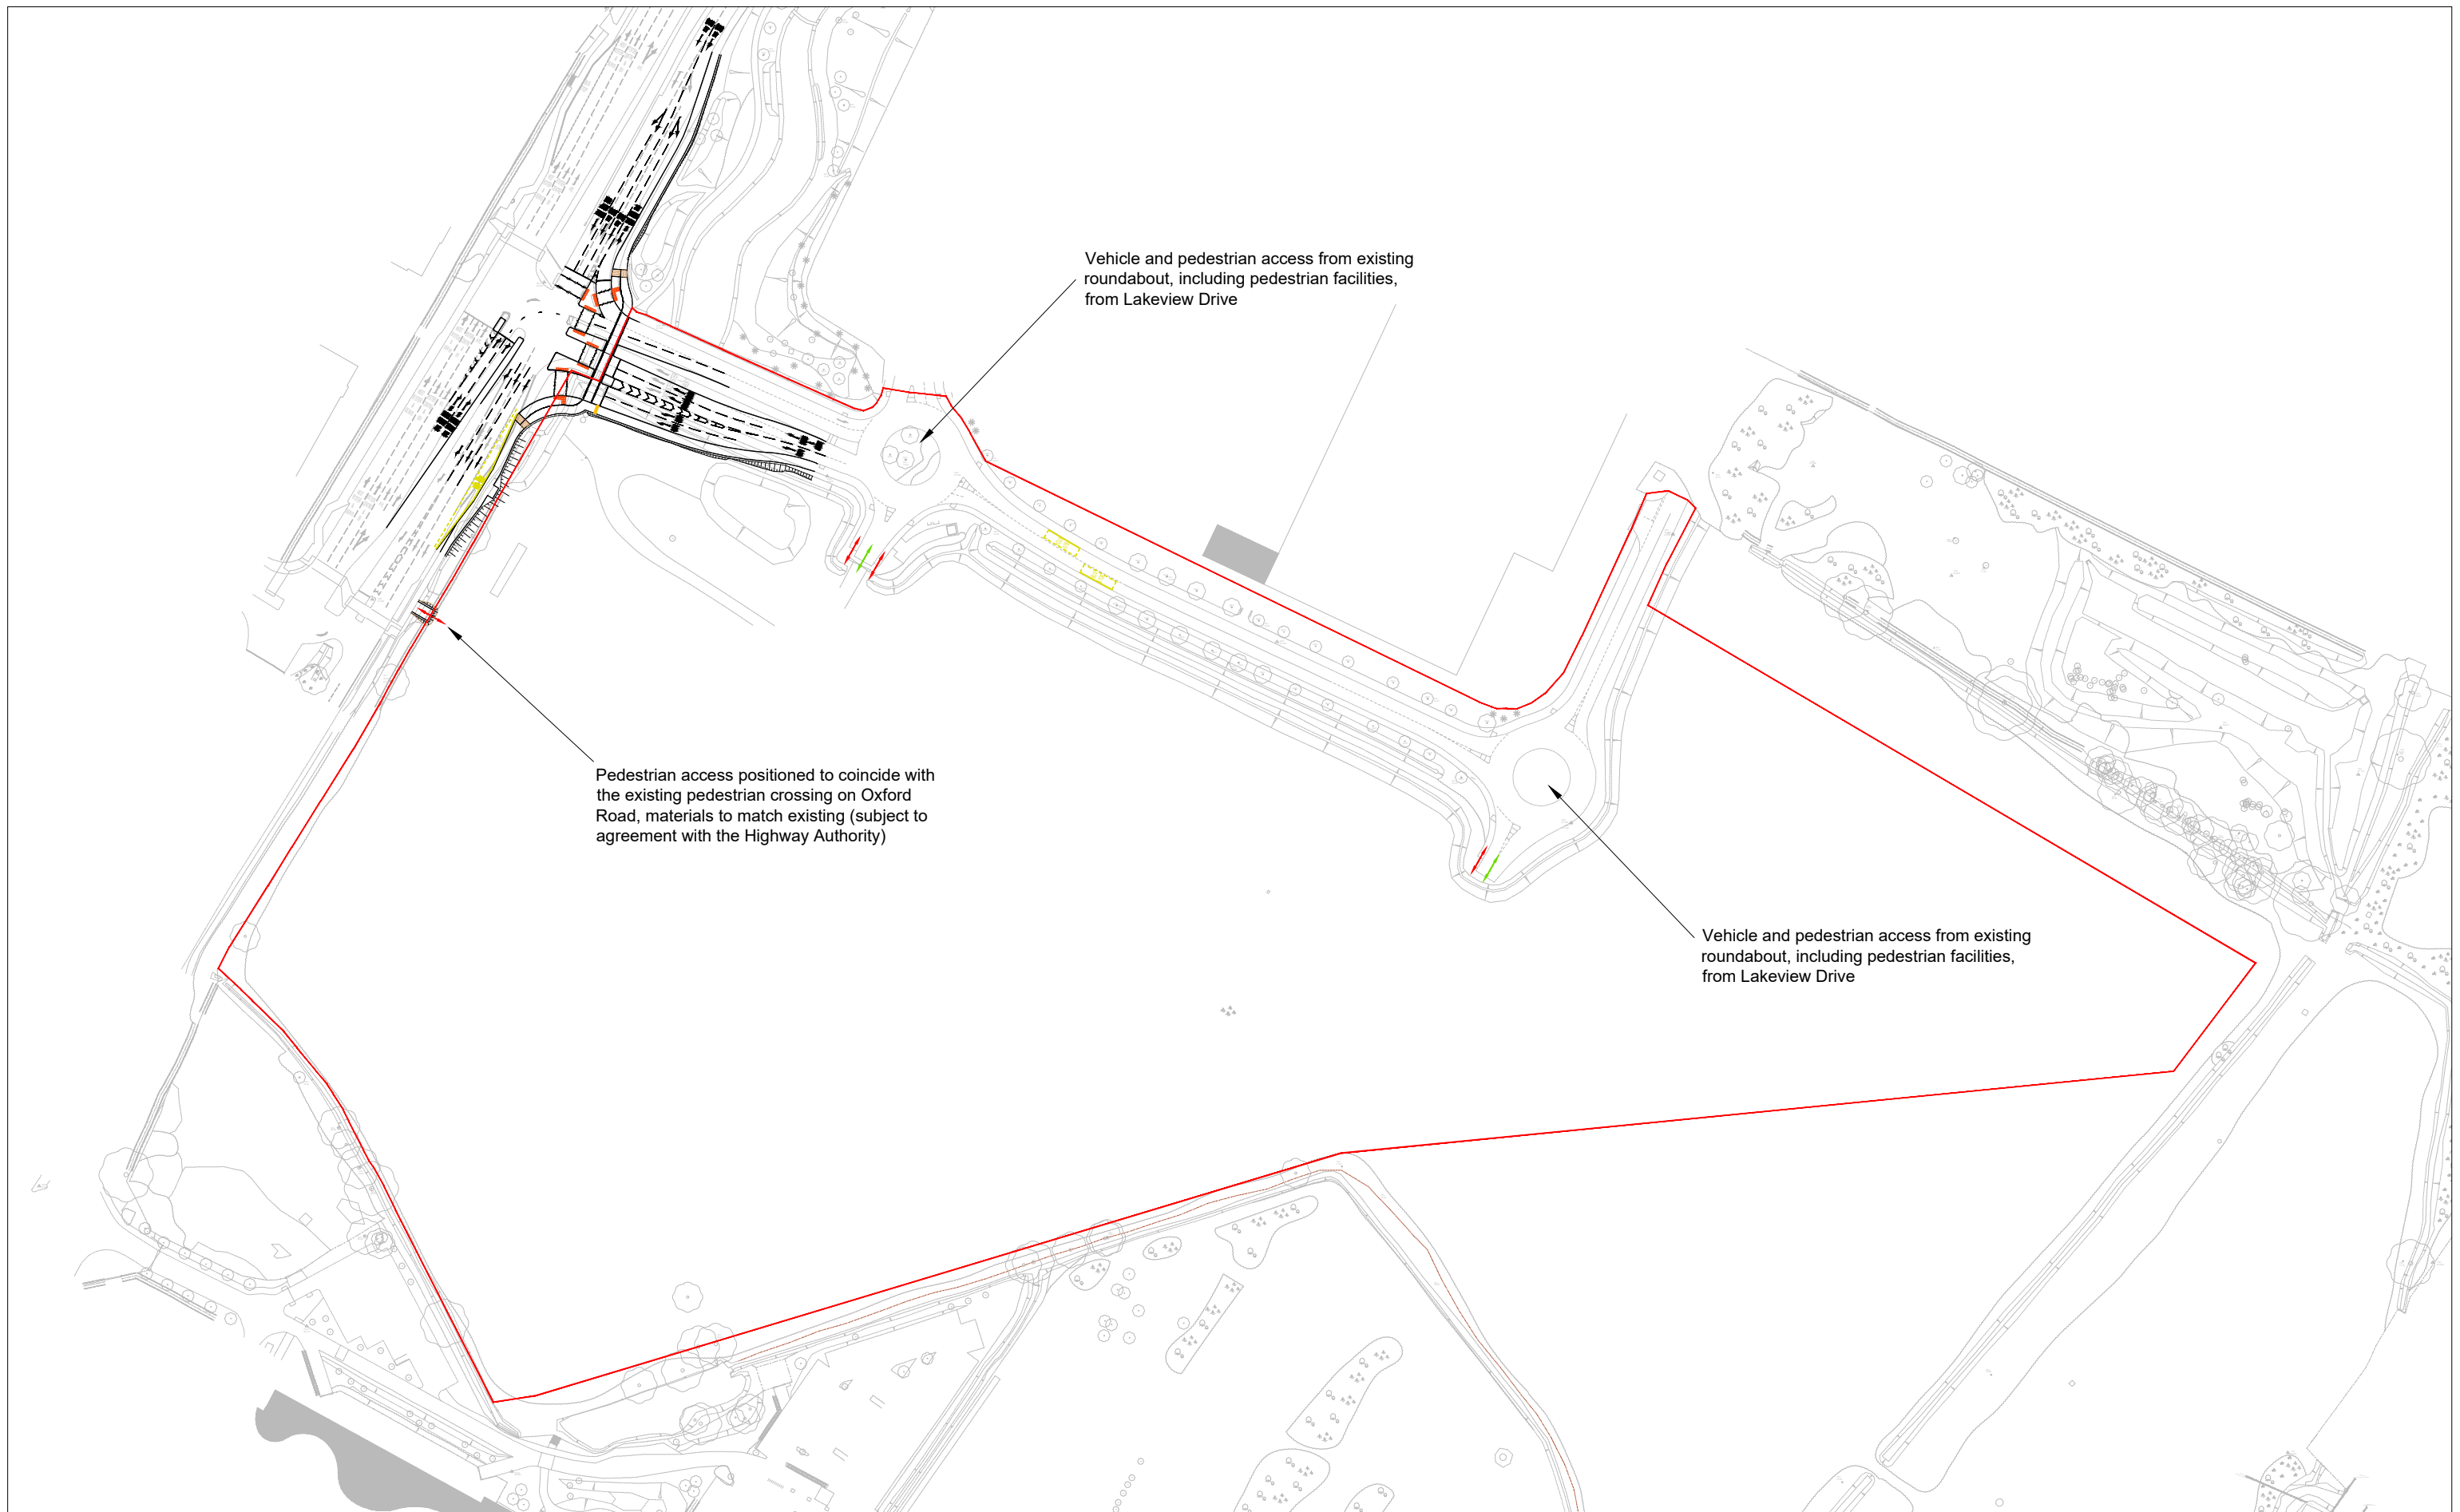 Vehicle and pedestrian access from existing
roundabout, including pedestrian facilities,
from Lakeview Drive
Pedestrian access positioned to coincide with
the existing pedestrian crossing on Oxford
Road, materials to match existing (subject to
agreement with the Highway Authority)
Vehicle and pedestrian access from existing
roundabout, including pedestrian facilities,
from Lakeview Drive